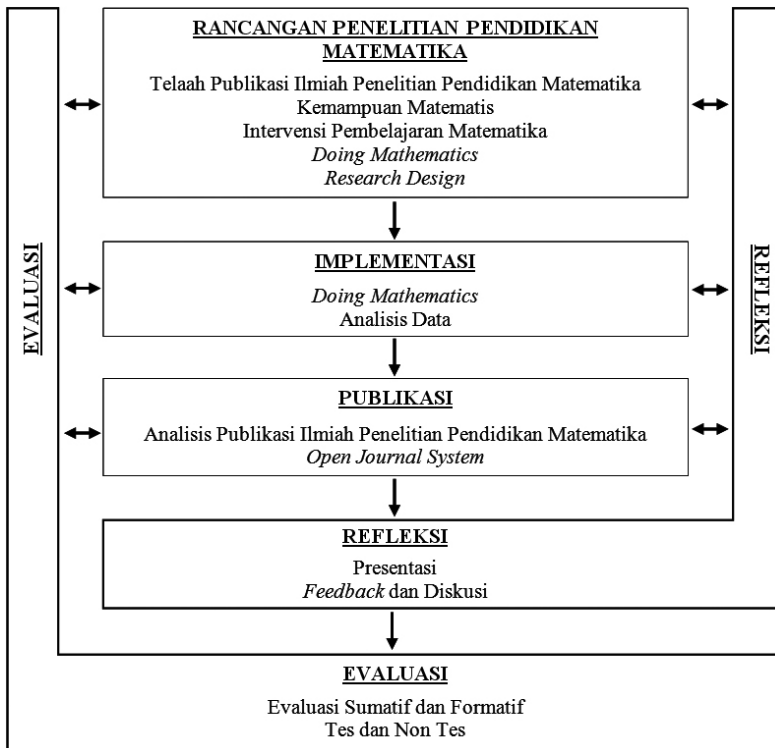 RANCANGAN PENELITIAN PENDIDIKAN
MATEMATIKA
Telaah Publikasi Ilmiah Penelitian Pendidikan Matematika
Kemampuan Matematis
Intervensi Pembelajaran Matematika
Doing Mathematics
Research Design
EVALUASI
REFLEKSI
IMPLEMENTASI
Doing Mathematics
Analisis Data
PUBLIKASI
Analisis Publikasi Ilmiah Penelitian Pendidikan Matematika
Open Journal System
REFLEKSI
Presentasi
Feedback dan Diskusi
EVALUASI
Evaluasi Sumatif dan Formatif
Tes dan Non Tes